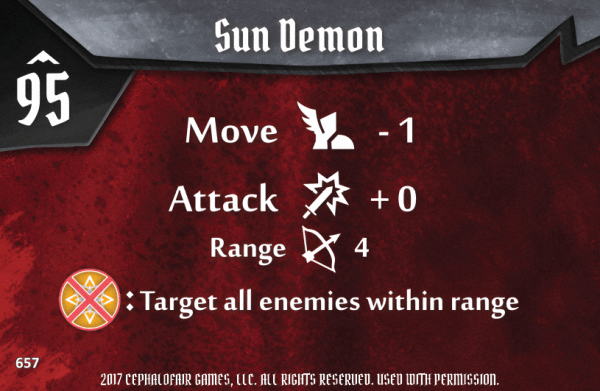 Sun Demon
95
Move - 1
Attack + 0
Range 4
: Target all enemies within range
657
2017 CEPHALOFAIR GAMES, LLC. ALL RIGHTS RESERVED. USED WITH PERMISSION.